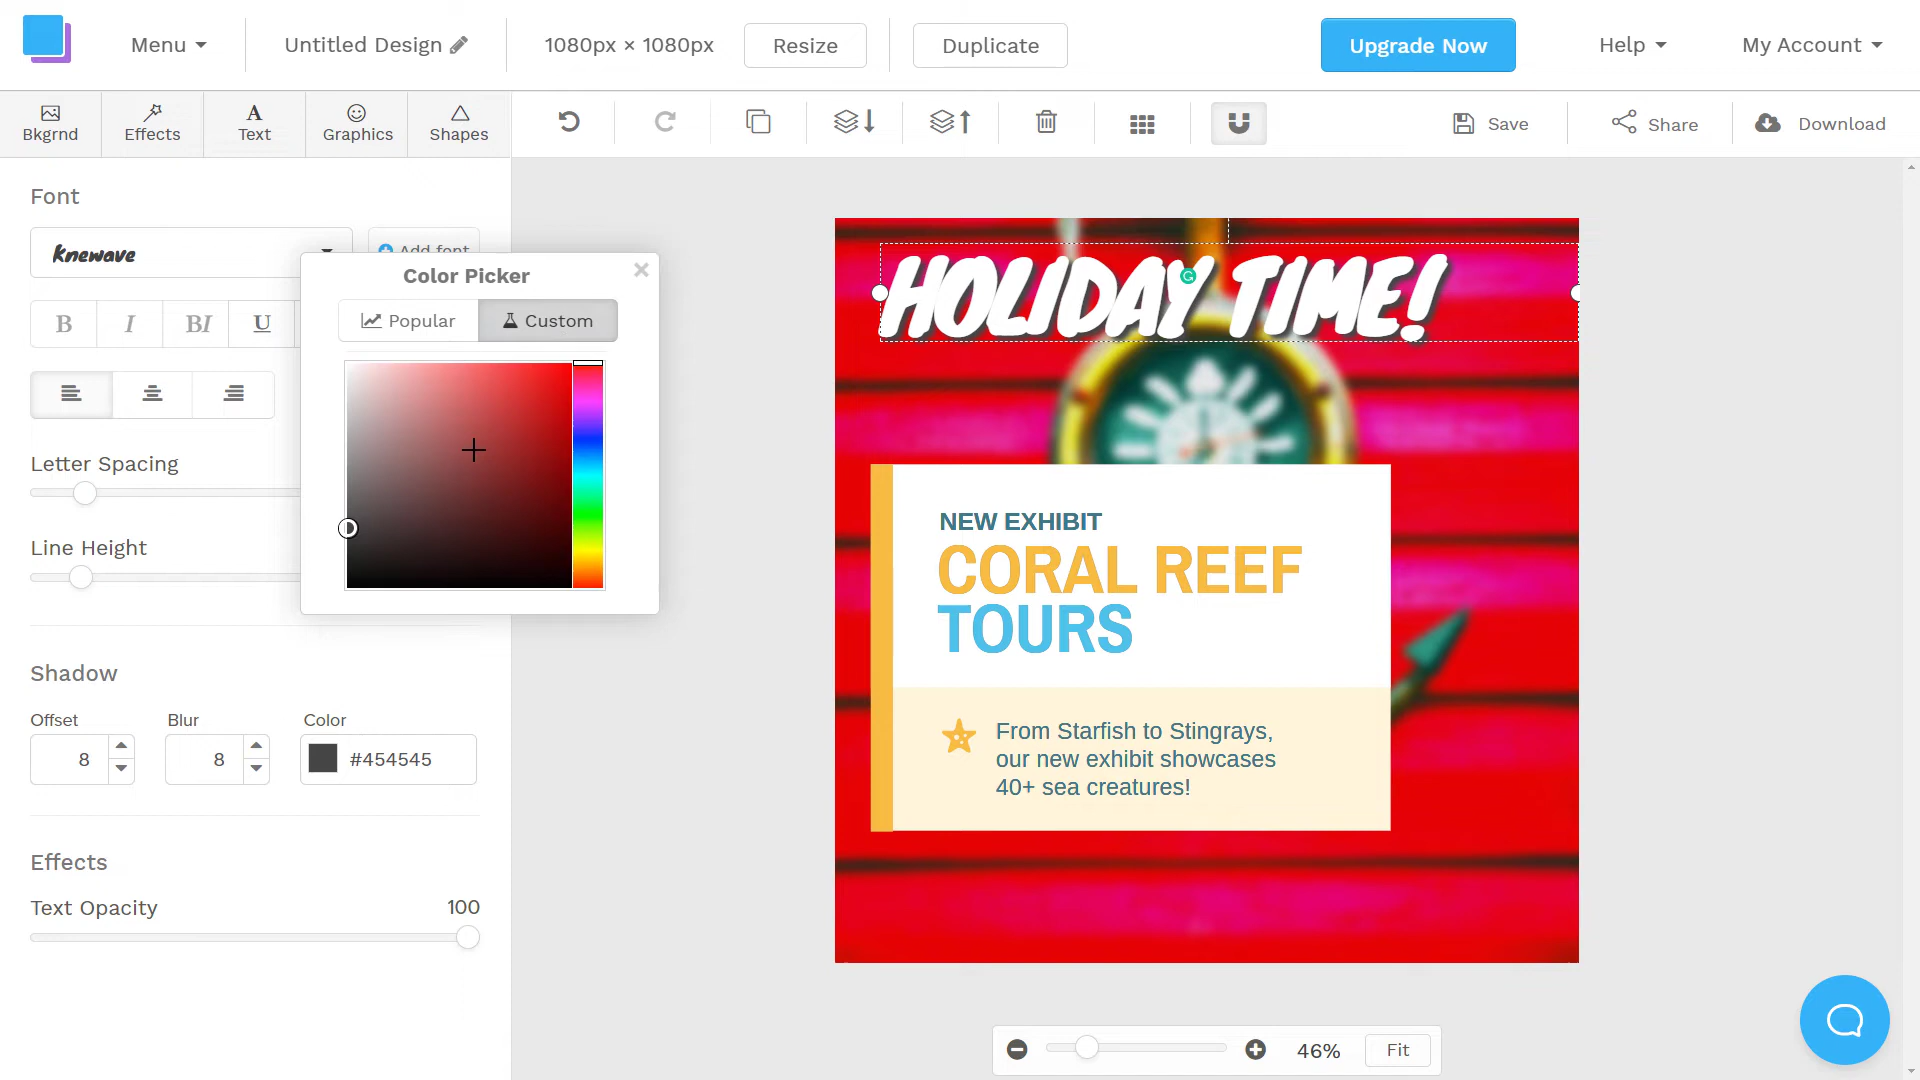 Menu
Untitled Design
1080px × 1080px
Resize
Duplicate
Upgrade Now
Help
My Account
Bkgrnd
Effects
Text
Graphics
Shapes
Save
Share
Download
Font
Knewave
Add font
B
I
BI
U
Color Picker
Popular
Custom
Letter Spacing
Line Height
Shadow
Offset
Blur
Color
8
8
#454545
Effects
Text Opacity
100
HOLIDAY TIME!
NEW EXHIBIT
CORAL REEF
TOURS
From Starfish to Stingrays,
our new exhibit showcases
40+ sea creatures!
46%
Fit